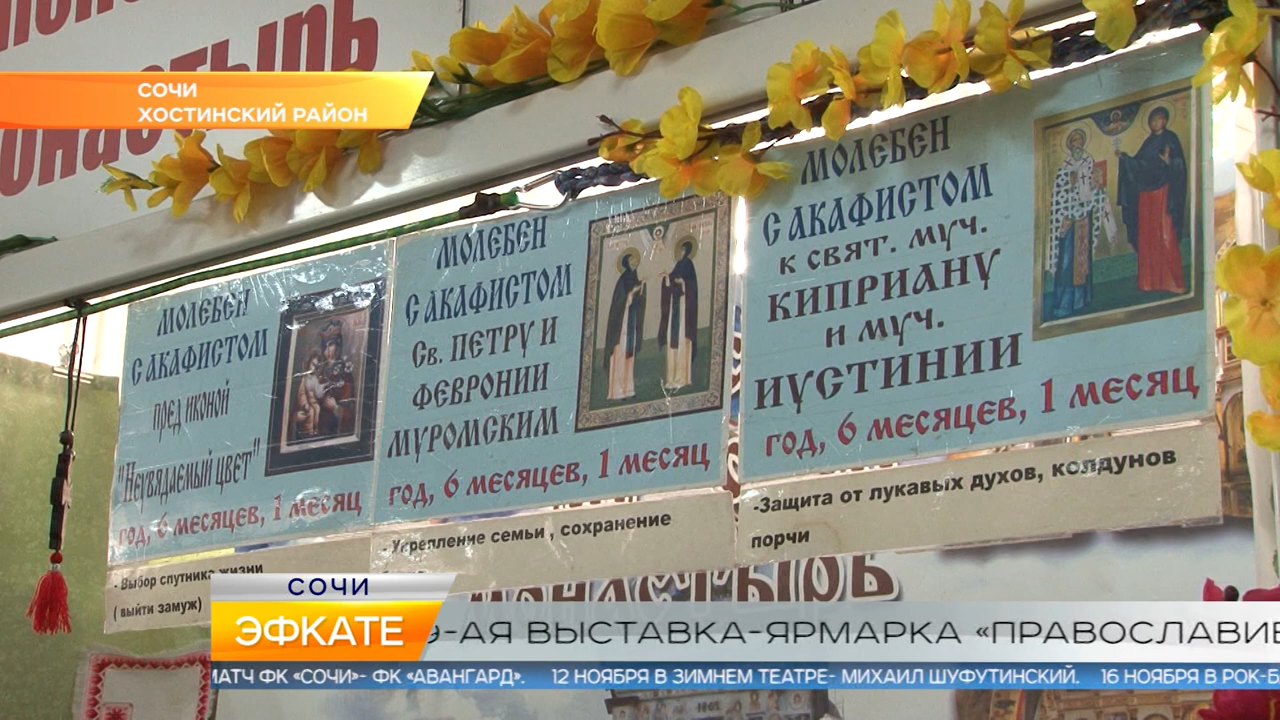 СОЧИ
ХОСТИНСКИЙ РАЙОН
МОЛЕБЕН
С АКАФИСТОМ
ПРЕД ИКОНОЙ
"Неувядаемый цвет"
год, 6 месяцев, 1 месяц
- Выбор спутника жизни
( выйти замуж)
МОЛЕБЕН
С АКАФИСТОМ
Св. ПЕТРУ И
ФЕВРОНИИ
МУРОМСКИМ
год, 6 месяцев, 1 месяц
- Укрепление семьи , сохранение
МОЛЕБЕН
С АКАФИСТОМ
к свят. муч.
КИПРИАНУ
и муч.
ИУСТИНИИ
год, 6 месяцев, 1 месяц
-Защита от лукавых духов, колдунов
порчи
монастырь
СОЧИ
ЭФКАТЕ
9-АЯ ВЫСТАВКА-ЯРМАРКА «ПРАВОСЛАВИЕ
МАТЧ ФК «СОЧИ»- ФК «АВАНГАРД». 12 НОЯБРЯ В ЗИМНЕМ ТЕАТРЕ- МИХАИЛ ШУФУТИНСКИЙ. 16 НОЯБРЯ В РОК-Б